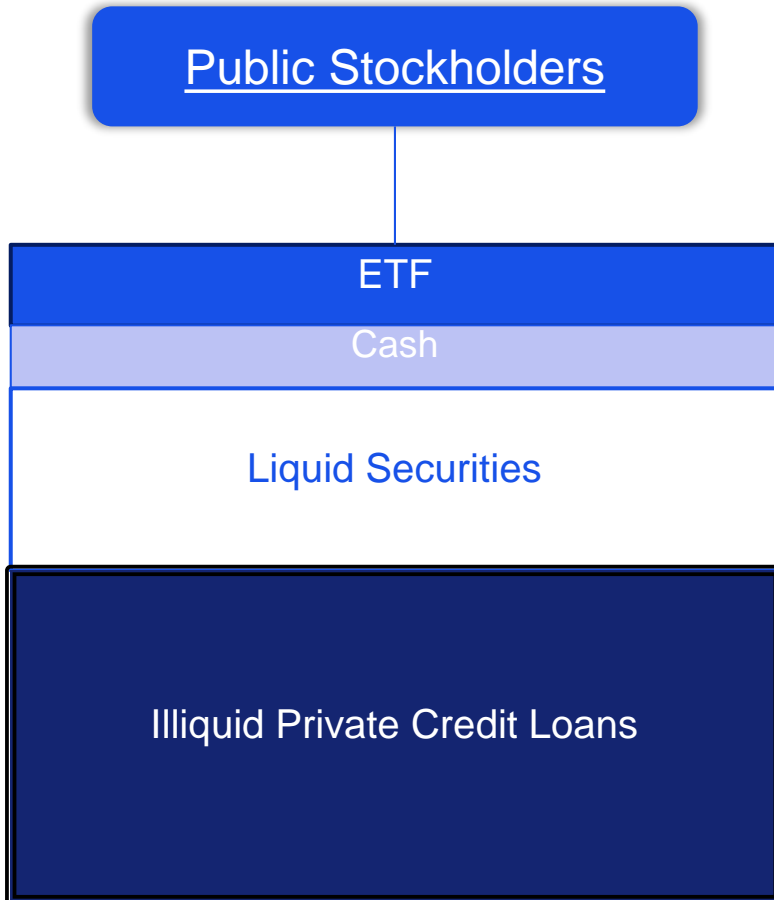 Public Stockholders
ETF
Cash
Liquid Securities
Illiquid Private Credit Loans